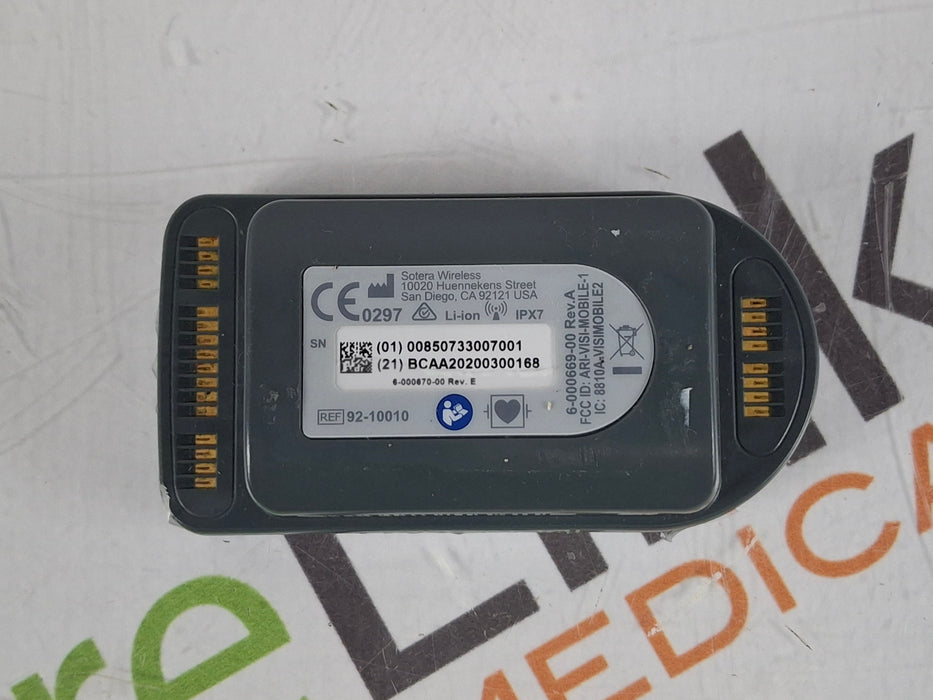 Sotera Wireless
10020 Huennekens Street
San Diego, CA 92121 USA
CE 0297 Li-ion IPX7
SN
(01) 00850733007001
(21) BCAA20200300168
6-000670-00 Rev. E
REF 92-10010
6-000669-00 Rev.A
FCC ID: ARI-VISI-MOBILE-1
IC: 8810A-VISIMOBILE2
MEDICA